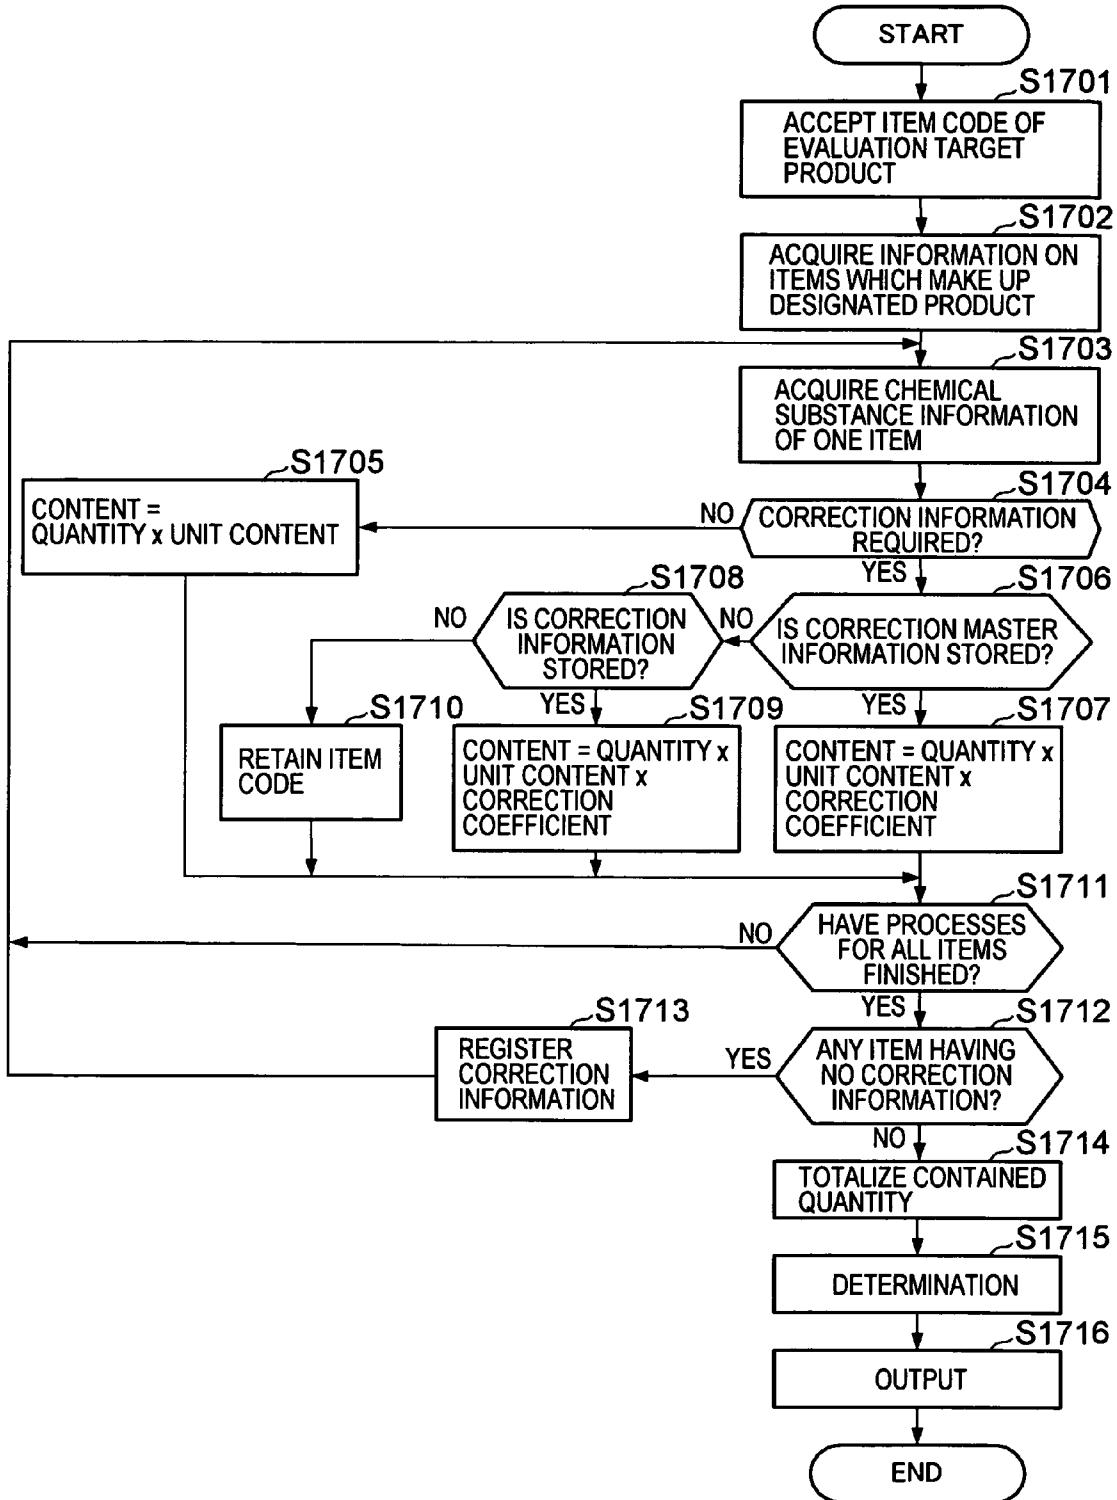 START
S1701
ACCEPT ITEM CODE OF
EVALUATION TARGET
PRODUCT
S1702
ACQUIRE INFORMATION ON
ITEMS WHICH MAKE UP
DESIGNATED PRODUCT
S1703
ACQUIRE CHEMICAL
SUBSTANCE INFORMATION
OF ONE ITEM
S1704
CORRECTION INFORMATION
REQUIRED?
NO
YES
S1705
CONTENT =
QUANTITY x UNIT CONTENT
S1706
IS CORRECTION MASTER
INFORMATION STORED?
NO
YES
S1708
IS CORRECTION
INFORMATION
STORED?
NO
YES
S1710
RETAIN ITEM
CODE
S1709
CONTENT = QUANTITY x
UNIT CONTENT x
CORRECTION
COEFFICIENT
S1707
CONTENT = QUANTITY x
UNIT CONTENT x
CORRECTION
COEFFICIENT
S1711
HAVE PROCESSES
FOR ALL ITEMS
FINISHED?
NO
YES
S1712
ANY ITEM HAVING
NO CORRECTION
INFORMATION?
YES
NO
S1713
REGISTER
CORRECTION
INFORMATION
S1714
TOTALIZE CONTAINED
QUANTITY
S1715
DETERMINATION
S1716
OUTPUT
END